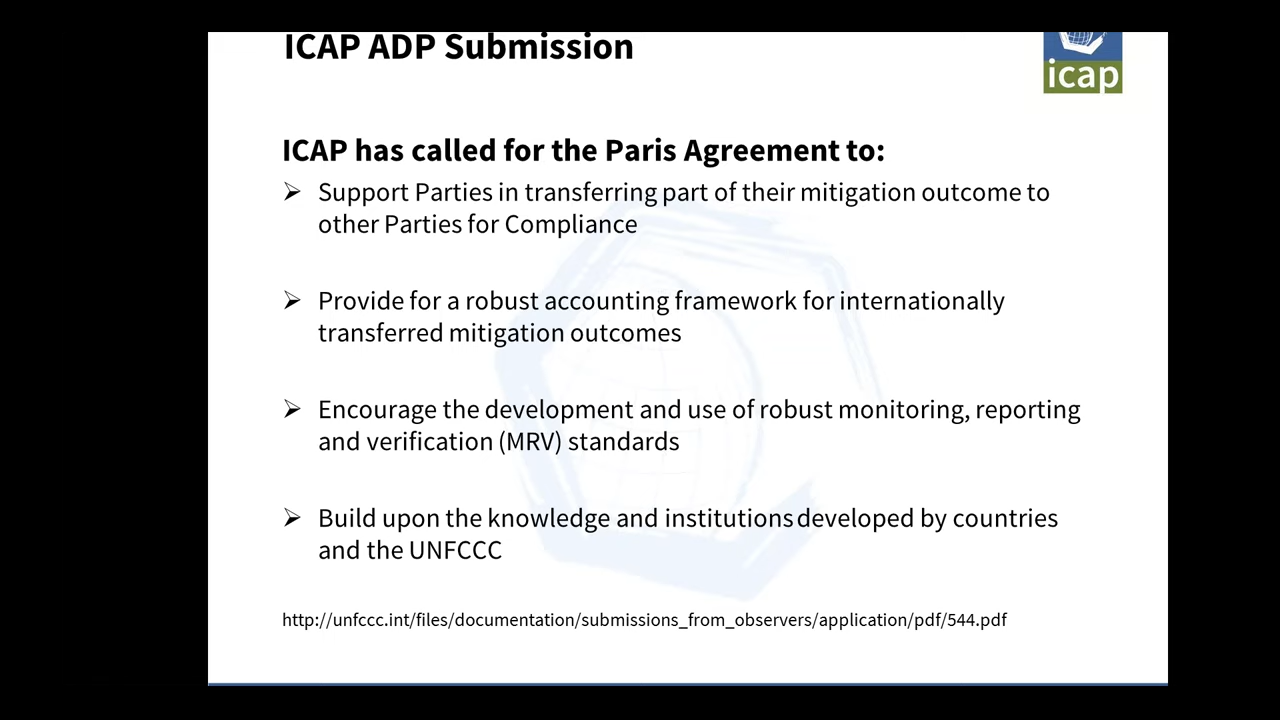 ICAP ADP Submission
icap
ICAP has called for the Paris Agreement to:
Support Parties in transferring part of their mitigation outcome to
other Parties for Compliance
Provide for a robust accounting framework for internationally
transferred mitigation outcomes
Encourage the development and use of robust monitoring, reporting
and verification (MRV) standards
Build upon the knowledge and institutions developed by countries
and the UNFCCC
http://unfccc.int/files/documentation/submissions_from_observers/application/pdf/544.pdf